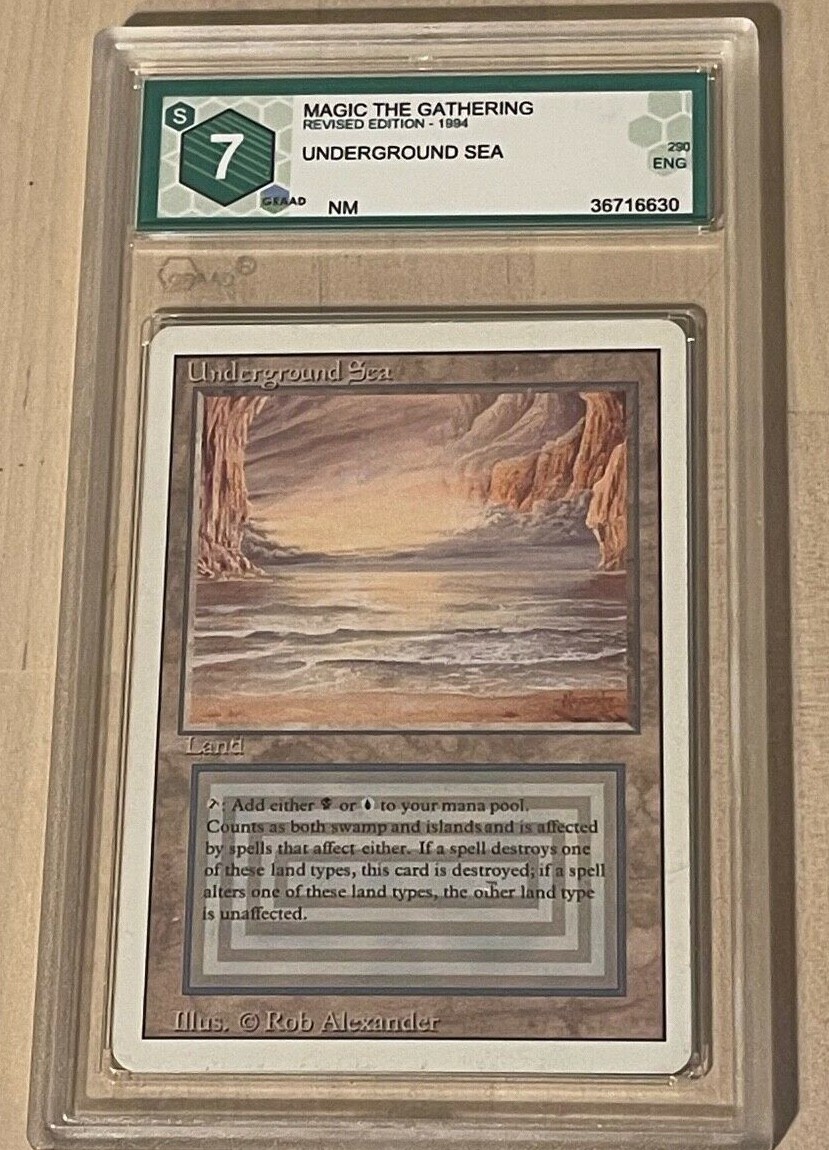 S
7
GRAAD
MAGIC THE GATHERING
REVISED EDITION - 1994
UNDERGROUND SEA
NM
290
ENG
36716630
GRAAD®
Underground Sea
Land
: Add either or to your mana pool.
Counts as both swamp and islands and is affected
by spells that affect either. If a spell destroys one
of these land types, this card is destroyed; if a spell
alters one of these land types, the other land type
is unaffected.
Illus. © Rob Alexander